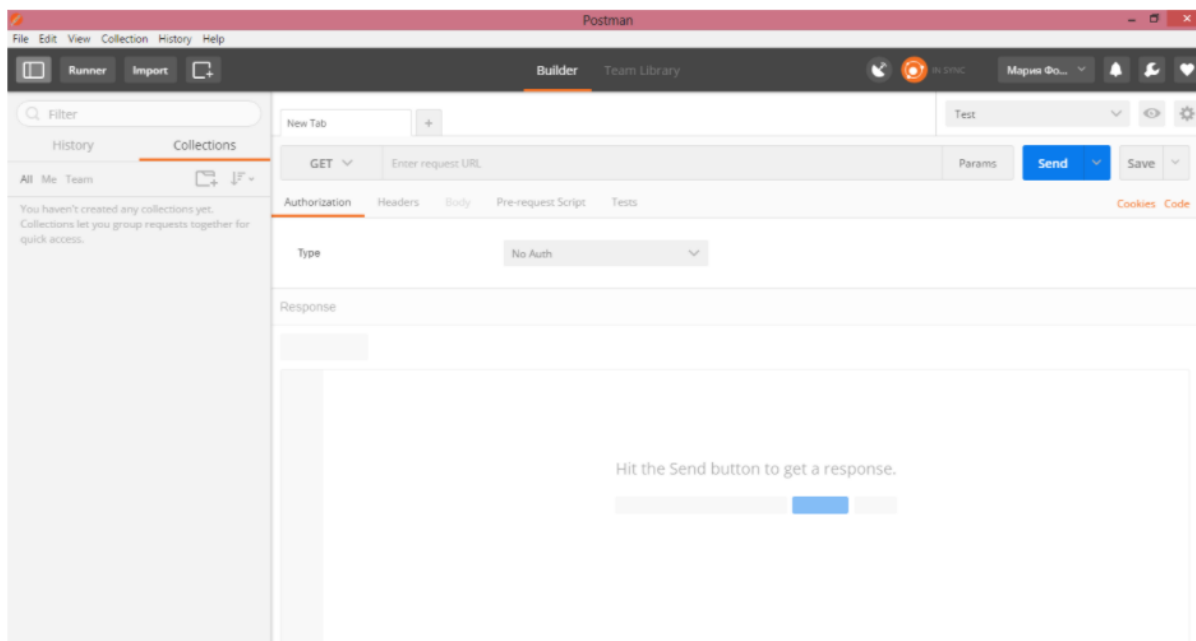 Postman
File Edit View Collection History Help
Runner Import Builder Team Library IN SYNC Мария Фо...
Filter
History Collections
All Me Team
You haven't created any collections yet.
Collections let you group requests together for
quick access.
New Tab + Test
GET Enter request URL Params Send Save
Authorization Headers Body Pre-request Script Tests Cookies Code
Type No Auth
Response
Hit the Send button to get a response.